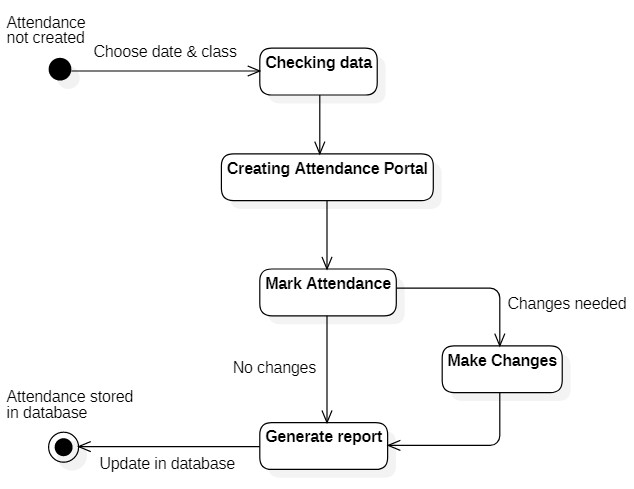 Attendance
not created
Choose date & class
Checking data
Creating Attendance Portal
Mark Attendance
Changes needed
No changes
Make Changes
Attendance stored
in database
Generate report
Update in database